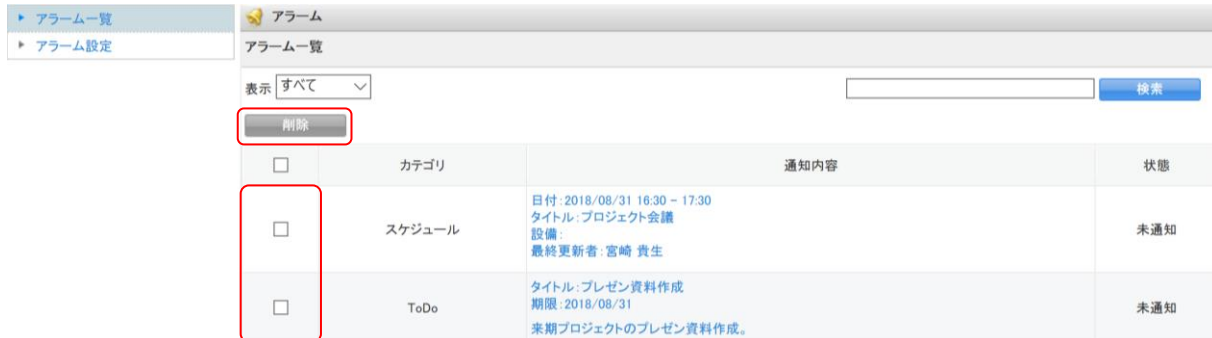 アラーム一覧
アラーム設定
アラーム
アラーム一覧
表示 すべて
検索
削除
カテゴリ 通知内容 状態
スケジュール
日付:2018/08/31 16:30 - 17:30
タイトル:プロジェクト会議
設備:
最終更新者:宮崎 貴生
未通知
ToDo
タイトル:プレゼン資料作成
期限:2018/08/31
来期プロジェクトのプレゼン資料作成。
未通知